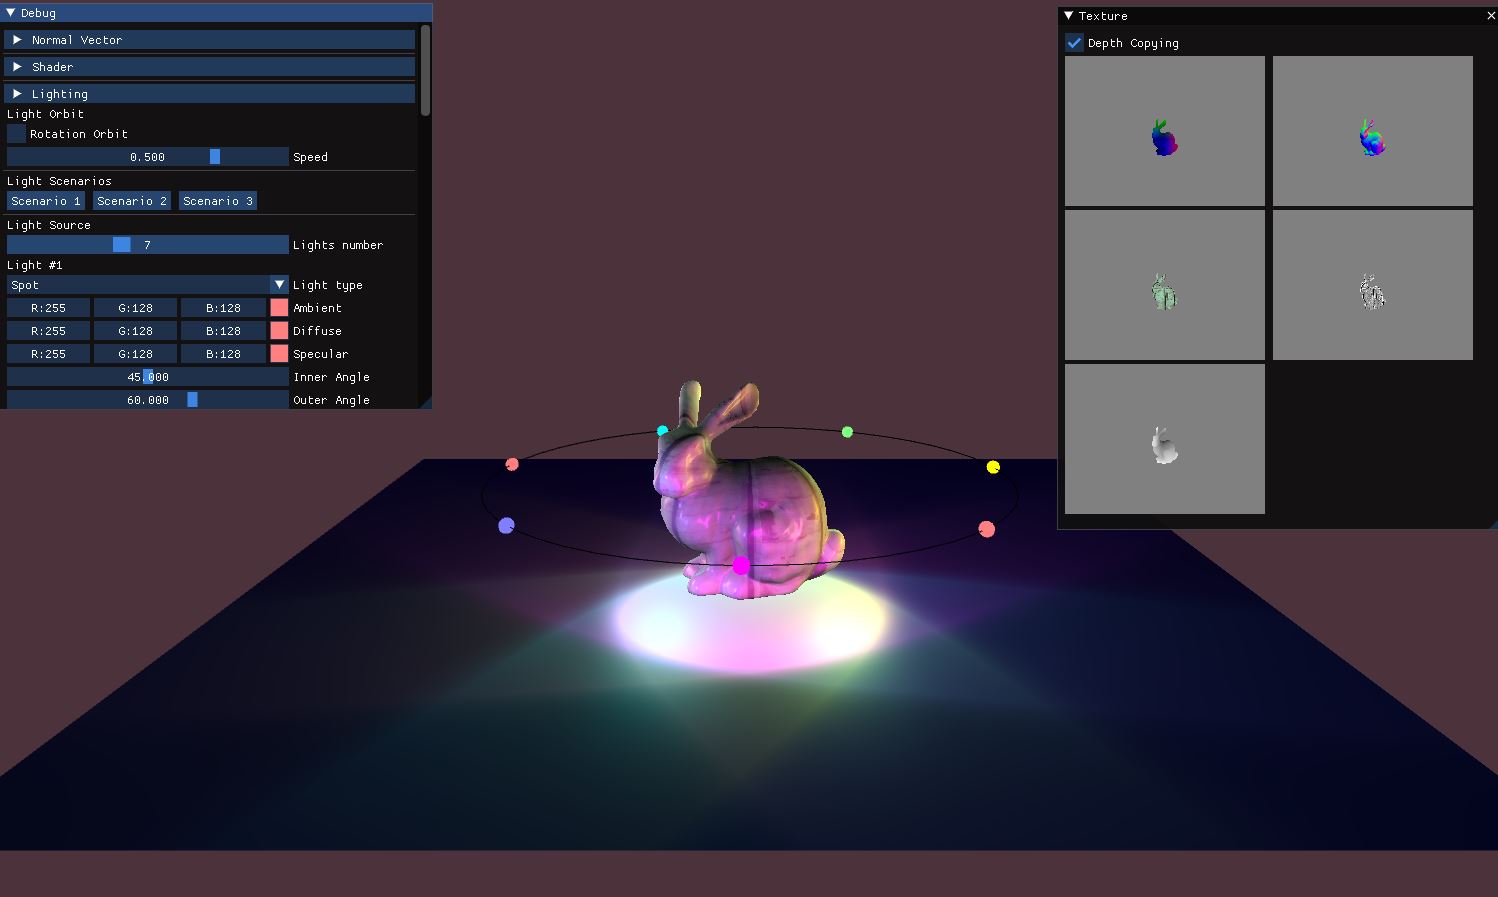 Debug
Normal Vector
Shader
Lighting
Light Orbit
Rotation Orbit
0.500 Speed
Light Scenarios
Scenario 1 Scenario 2 Scenario 3
Light Source
7 Lights number
Light #1
Spot Light type
R:255 G:128 B:128 Ambient
R:255 G:128 B:128 Diffuse
R:255 G:128 B:128 Specular
45.000 Inner Angle
60.000 Outer Angle
Texture
Depth Copying